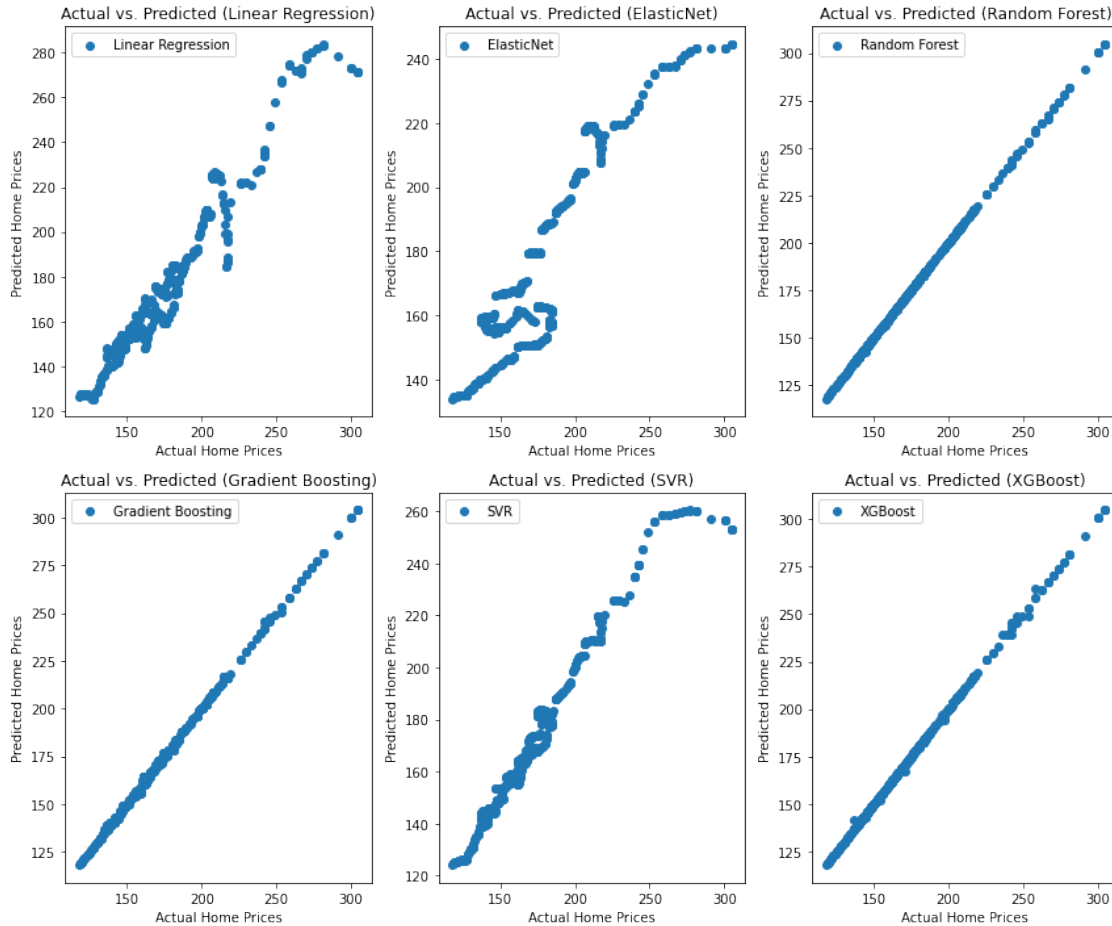 Actual vs. Predicted (Linear Regression)
Linear Regression
Predicted Home Prices
280
260
240
220
200
180
160
140
120
150
200
250
300
Actual Home Prices
Actual vs. Predicted (ElasticNet)
ElasticNet
Predicted Home Prices
240
220
200
180
160
140
150
200
250
300
Actual Home Prices
Actual vs. Predicted (Random Forest)
Random Forest
Predicted Home Prices
300
275
250
225
200
175
150
125
150
200
250
300
Actual Home Prices
Actual vs. Predicted (Gradient Boosting)
Gradient Boosting
Predicted Home Prices
300
275
250
225
200
175
150
125
150
200
250
300
Actual Home Prices
Actual vs. Predicted (SVR)
SVR
Predicted Home Prices
260
240
220
200
180
160
140
120
150
200
250
300
Actual Home Prices
Actual vs. Predicted (XGBoost)
XGBoost
Predicted Home Prices
300
275
250
225
200
175
150
125
150
200
250
300
Actual Home Prices